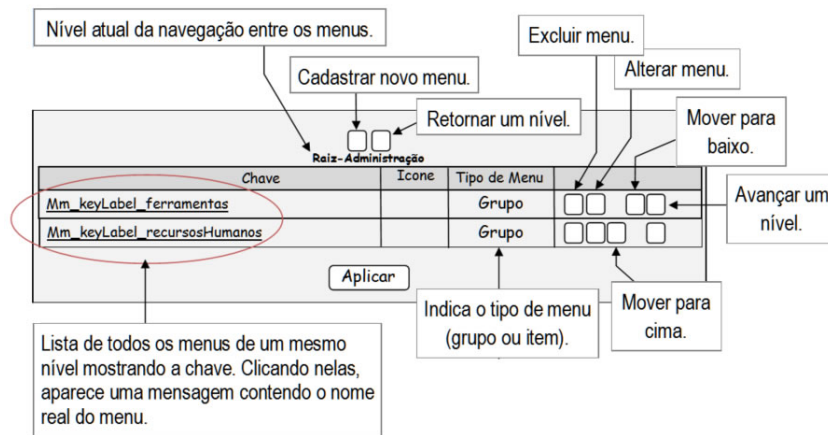 Nível atual da navegação entre os menus.
Excluir menu.
Cadastrar novo menu.
Alterar menu.
Retornar um nível.
Mover para
baixo.
Raiz-Administração
Chave
Icone
Tipo de Menu
Mm_keyLabel_ferramentas
Grupo
Avançar um
nível.
Mm_keyLabel_recursosHumanos
Grupo
Aplicar
Indica o tipo de menu
(grupo ou item).
Mover para
cima.
Lista de todos os menus de um mesmo
nível mostrando a chave. Clicando nelas,
aparece uma mensagem contendo o nome
real do menu.